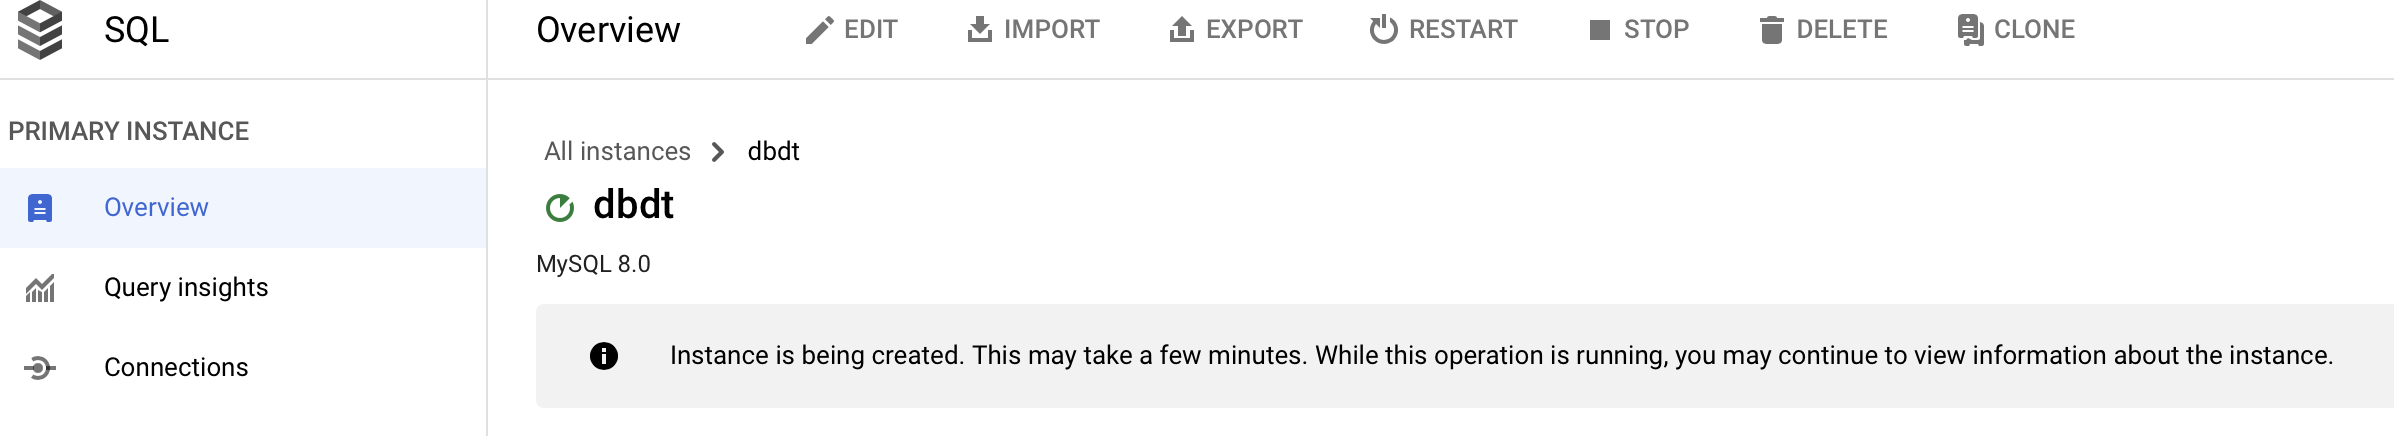 SQL
Overview
EDIT
IMPORT
EXPORT
RESTART
STOP
DELETE
CLONE
PRIMARY INSTANCE
Overview
Query insights
Connections
All instances
dbdt
dbdt
MySQL 8.0
Instance is being created. This may take a few minutes. While this operation is running, you may continue to view information about the instance.